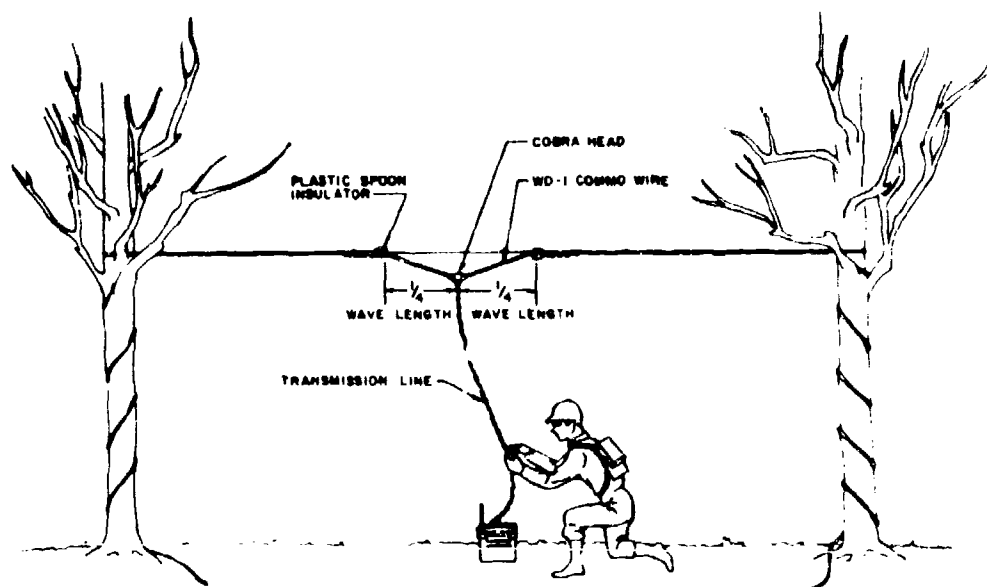 COBRA HEAD
PLASTIC SPOON
INSULATOR
WD-1 COMMO WIRE
1/4
1/4
WAVE LENGTH
WAVE LENGTH
TRANSMISSION LINE